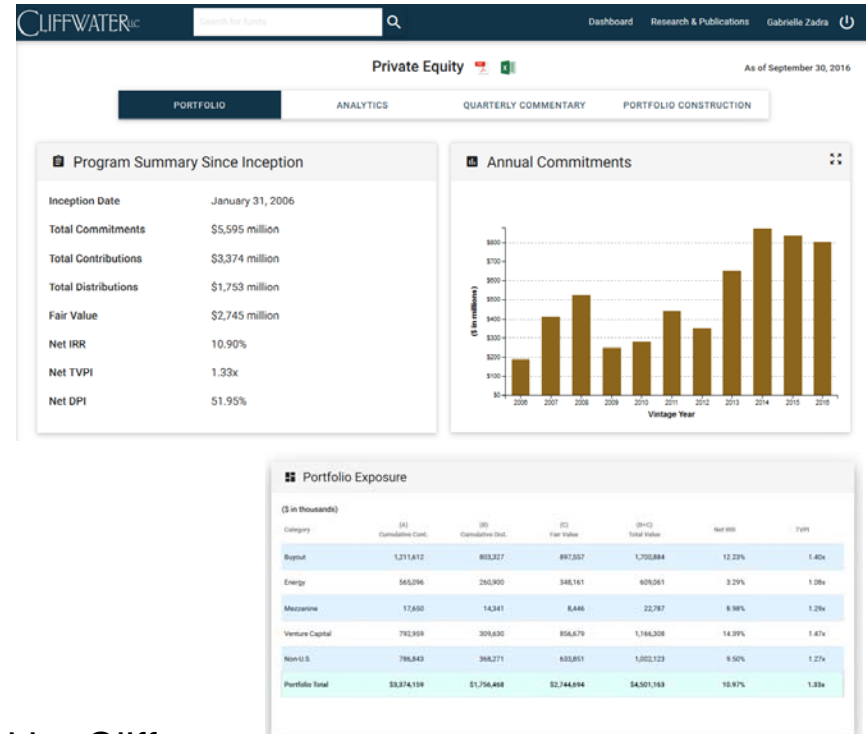 CLIFFWATER LLC
Search for funds
Dashboard Research & Publications Gabrielle Zadra
Private Equity
As of September 30, 2016
PORTFOLIO ANALYTICS QUARTERLY COMMENTARY PORTFOLIO CONSTRUCTION
Program Summary Since Inception
Inception Date January 31, 2006
Total Commitments $5,595 million
Total Contributions $3,374 million
Total Distributions $1,753 million
Fair Value $2,745 million
Net IRR 10.90%
Net TVPI 1.33x
Net DPI 51.95%
Annual Commitments
($ in millions)
$800
$700
$600
$500
$400
$300
$200
$100
$0
2006 2007 2008 2009 2010 2011 2012 2013 2014 2015 2016
Vintage Year
Portfolio Exposure
($ in thousands)
(A) (B) (C) (B+C)
Category Cumulative Cont. Cumulative Dist. Fair Value Total Value Net IRR TVPI
Buyout 1,211,612 803,327 897,557 1,700,884 12.23% 1.40x
Energy 565,096 260,900 348,161 609,061 3.29% 1.08x
Mezzanine 17,650 14,341 8,446 22,787 8.98% 1.29x
Venture Capital 792,959 309,630 856,679 1,166,308 14.39% 1.47x
Non-U.S. 786,843 368,271 633,851 1,002,123 9.50% 1.27x
Portfolio Total $3,374,159 $1,756,468 $2,744,694 $4,501,163 10.97% 1.33x